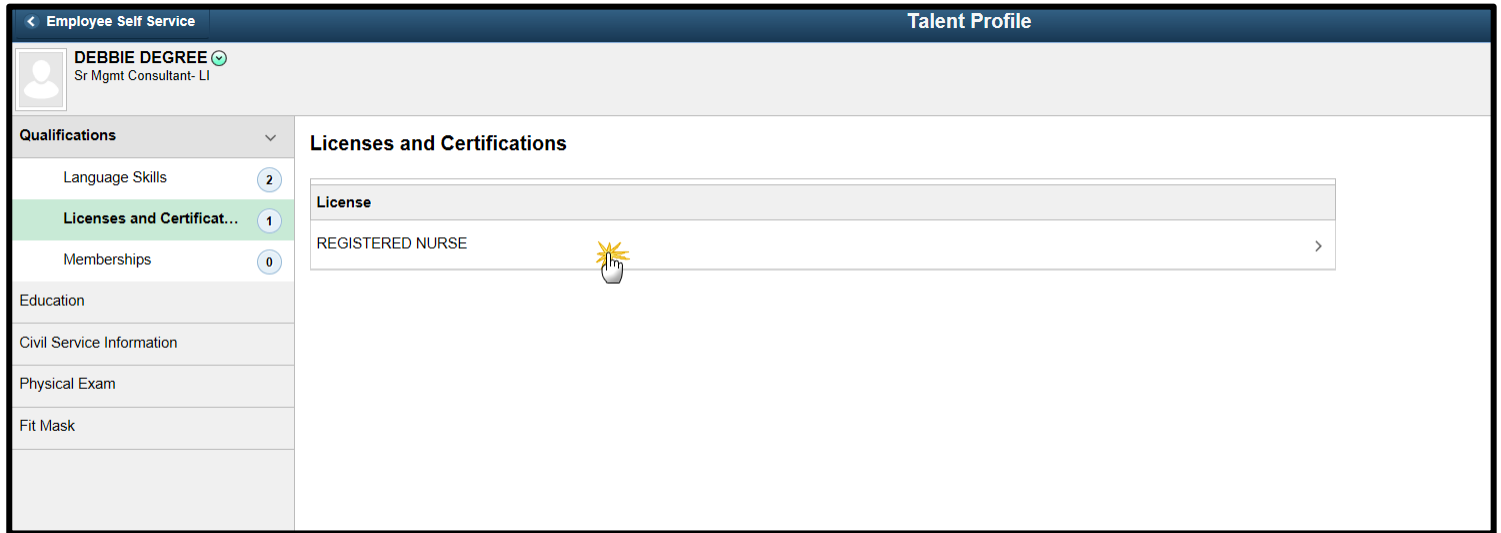 Employee Self Service
Talent Profile
DEBBIE DEGREE
Sr Mgmt Consultant- LI
Qualifications
Language Skills 2
Licenses and Certificat... 1
Memberships 0
Education
Civil Service Information
Physical Exam
Fit Mask
Licenses and Certifications
License
REGISTERED NURSE